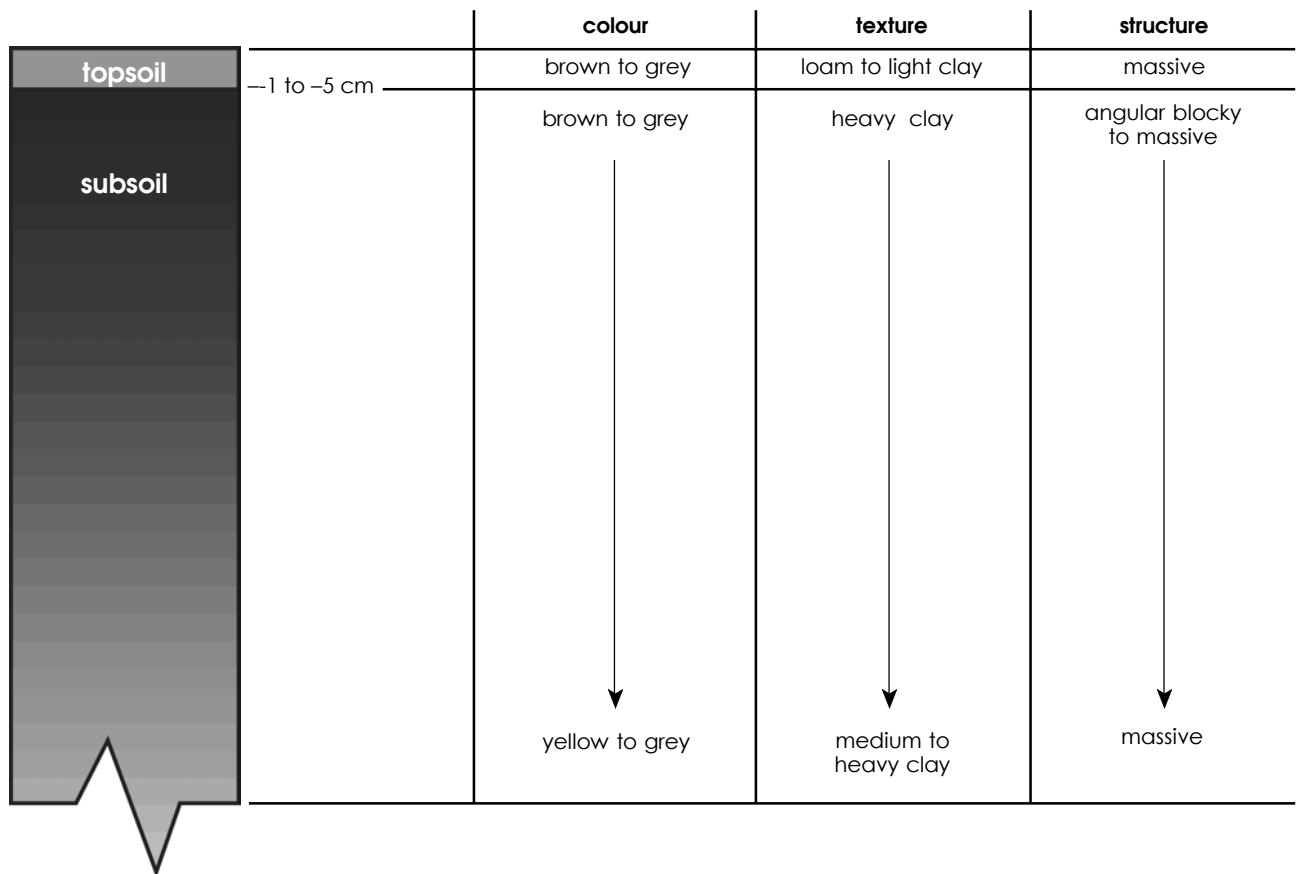 colour texture structure
topsoil brown to grey loam to light clay massive
–-1 to –5 cm
brown to grey heavy clay angular blocky
to massive
subsoil
yellow to grey medium to massive
heavy clay